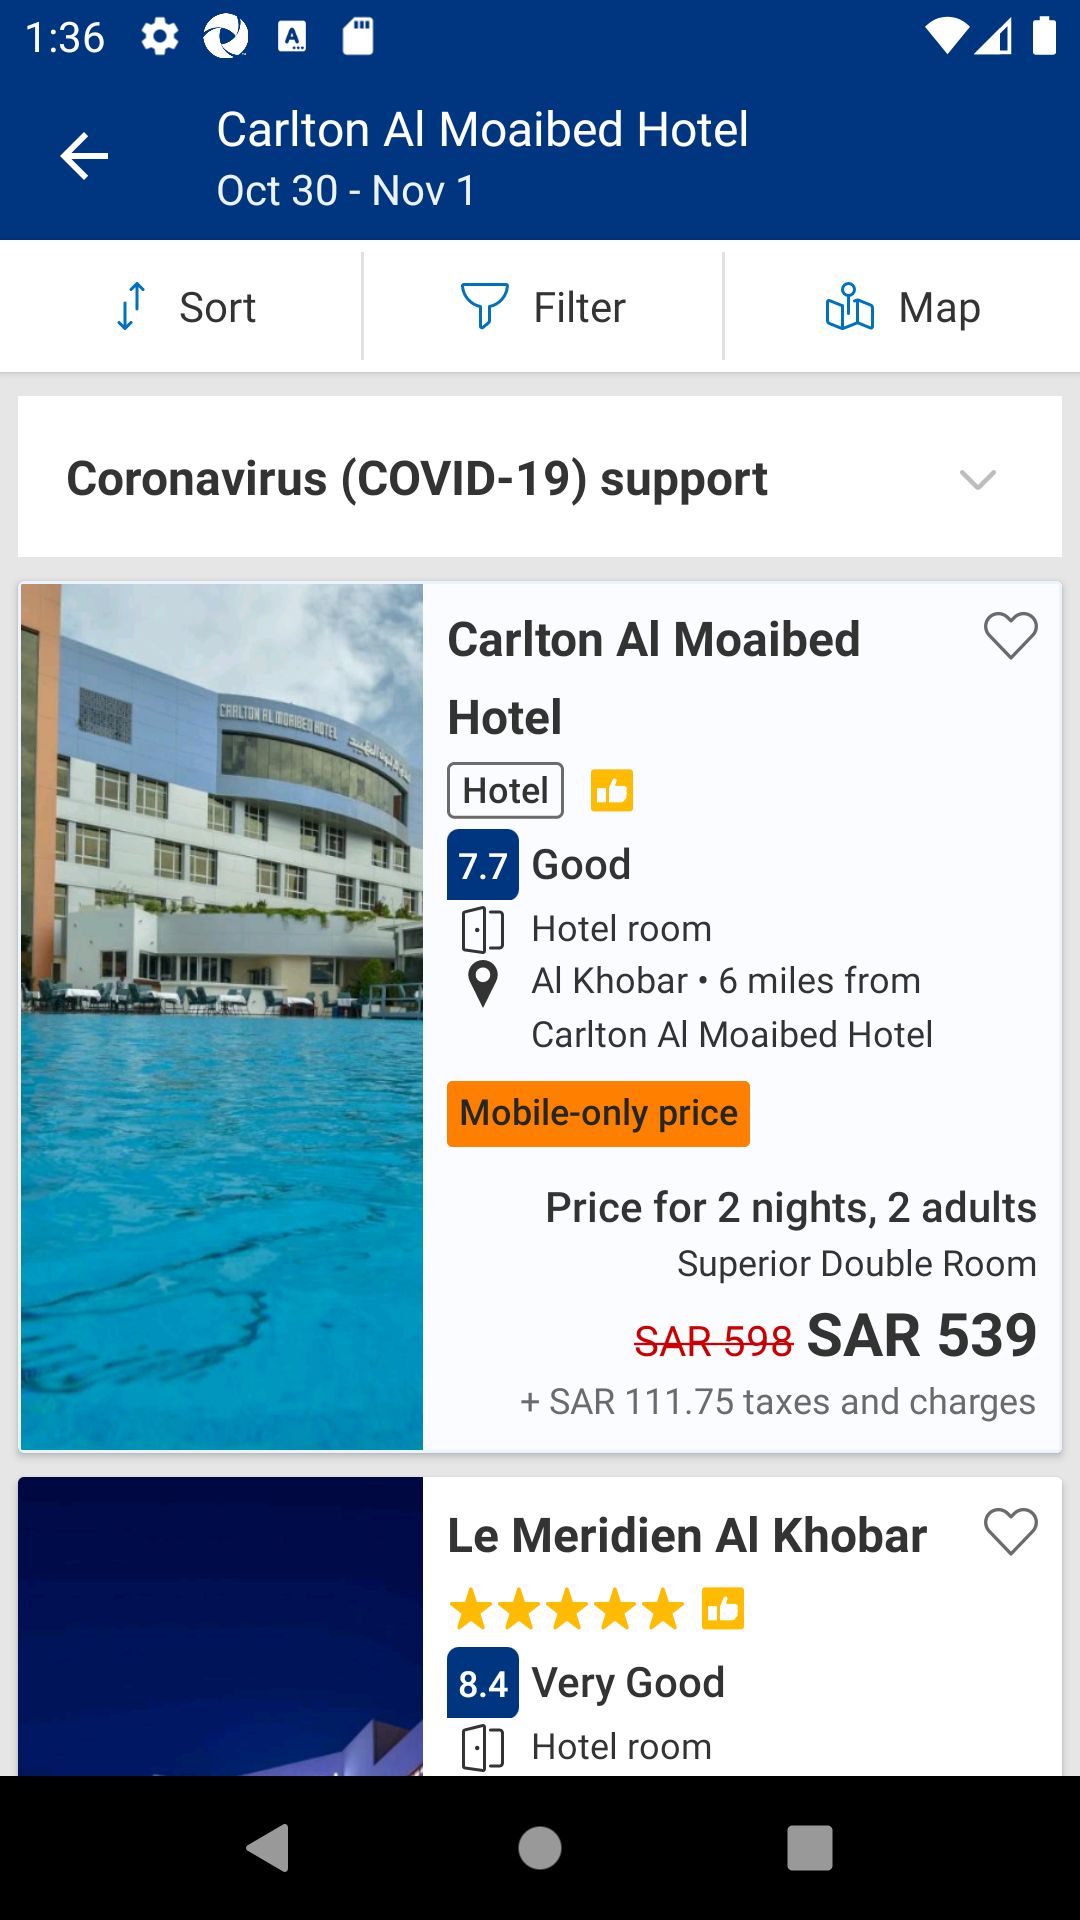 1:36
Carlton Al Moaibed Hotel
Oct 30 - Nov 1
Sort
Filter
Map
Coronavirus (COVID-19) support
CARLTON AL MOAIBED HOTEL
Carlton Al Moaibed
Hotel
Hotel
7.7 Good
Hotel room
Al Khobar • 6 miles from
Carlton Al Moaibed Hotel
Mobile-only price
Price for 2 nights, 2 adults
Superior Double Room
SAR 598 SAR 539
+ SAR 111.75 taxes and charges
Le Meridien Al Khobar
8.4 Very Good
Hotel room